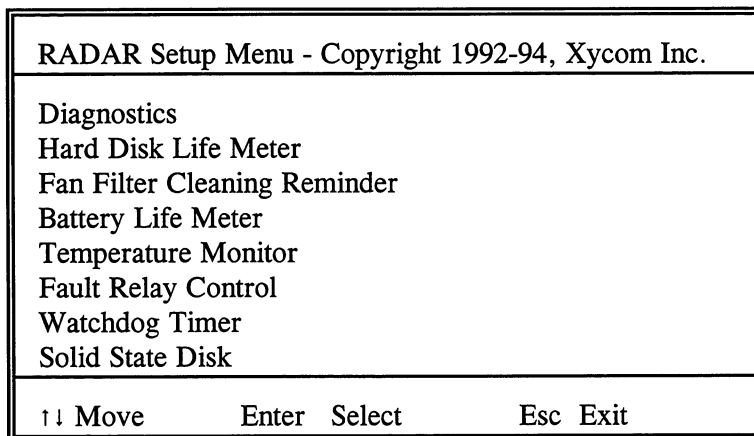 RADAR Setup Menu - Copyright 1992-94, Xycom Inc.
Diagnostics
Hard Disk Life Meter
Fan Filter Cleaning Reminder
Battery Life Meter
Temperature Monitor
Fault Relay Control
Watchdog Timer
Solid State Disk
↑↓ Move Enter Select Esc Exit